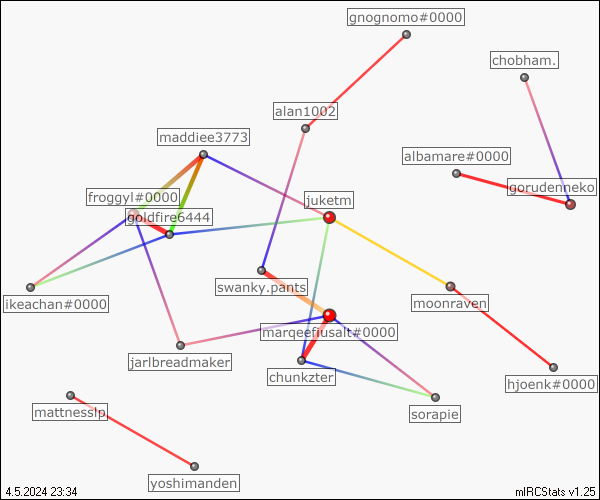 gnognomo#0000
chobham.
alan1002
maddiee3773
albamare#0000
gorudenneko
froggyl#0000
juketm
goldfire6444
swanky.pants
ikeachan#0000
moonraven
marqeefiusalt#0000
jarlbreadmaker
chunkzter
hjoenk#0000
mattnesslp
sorapie
yoshimanden
4.5.2024 23:34
mIRCStats v1.25